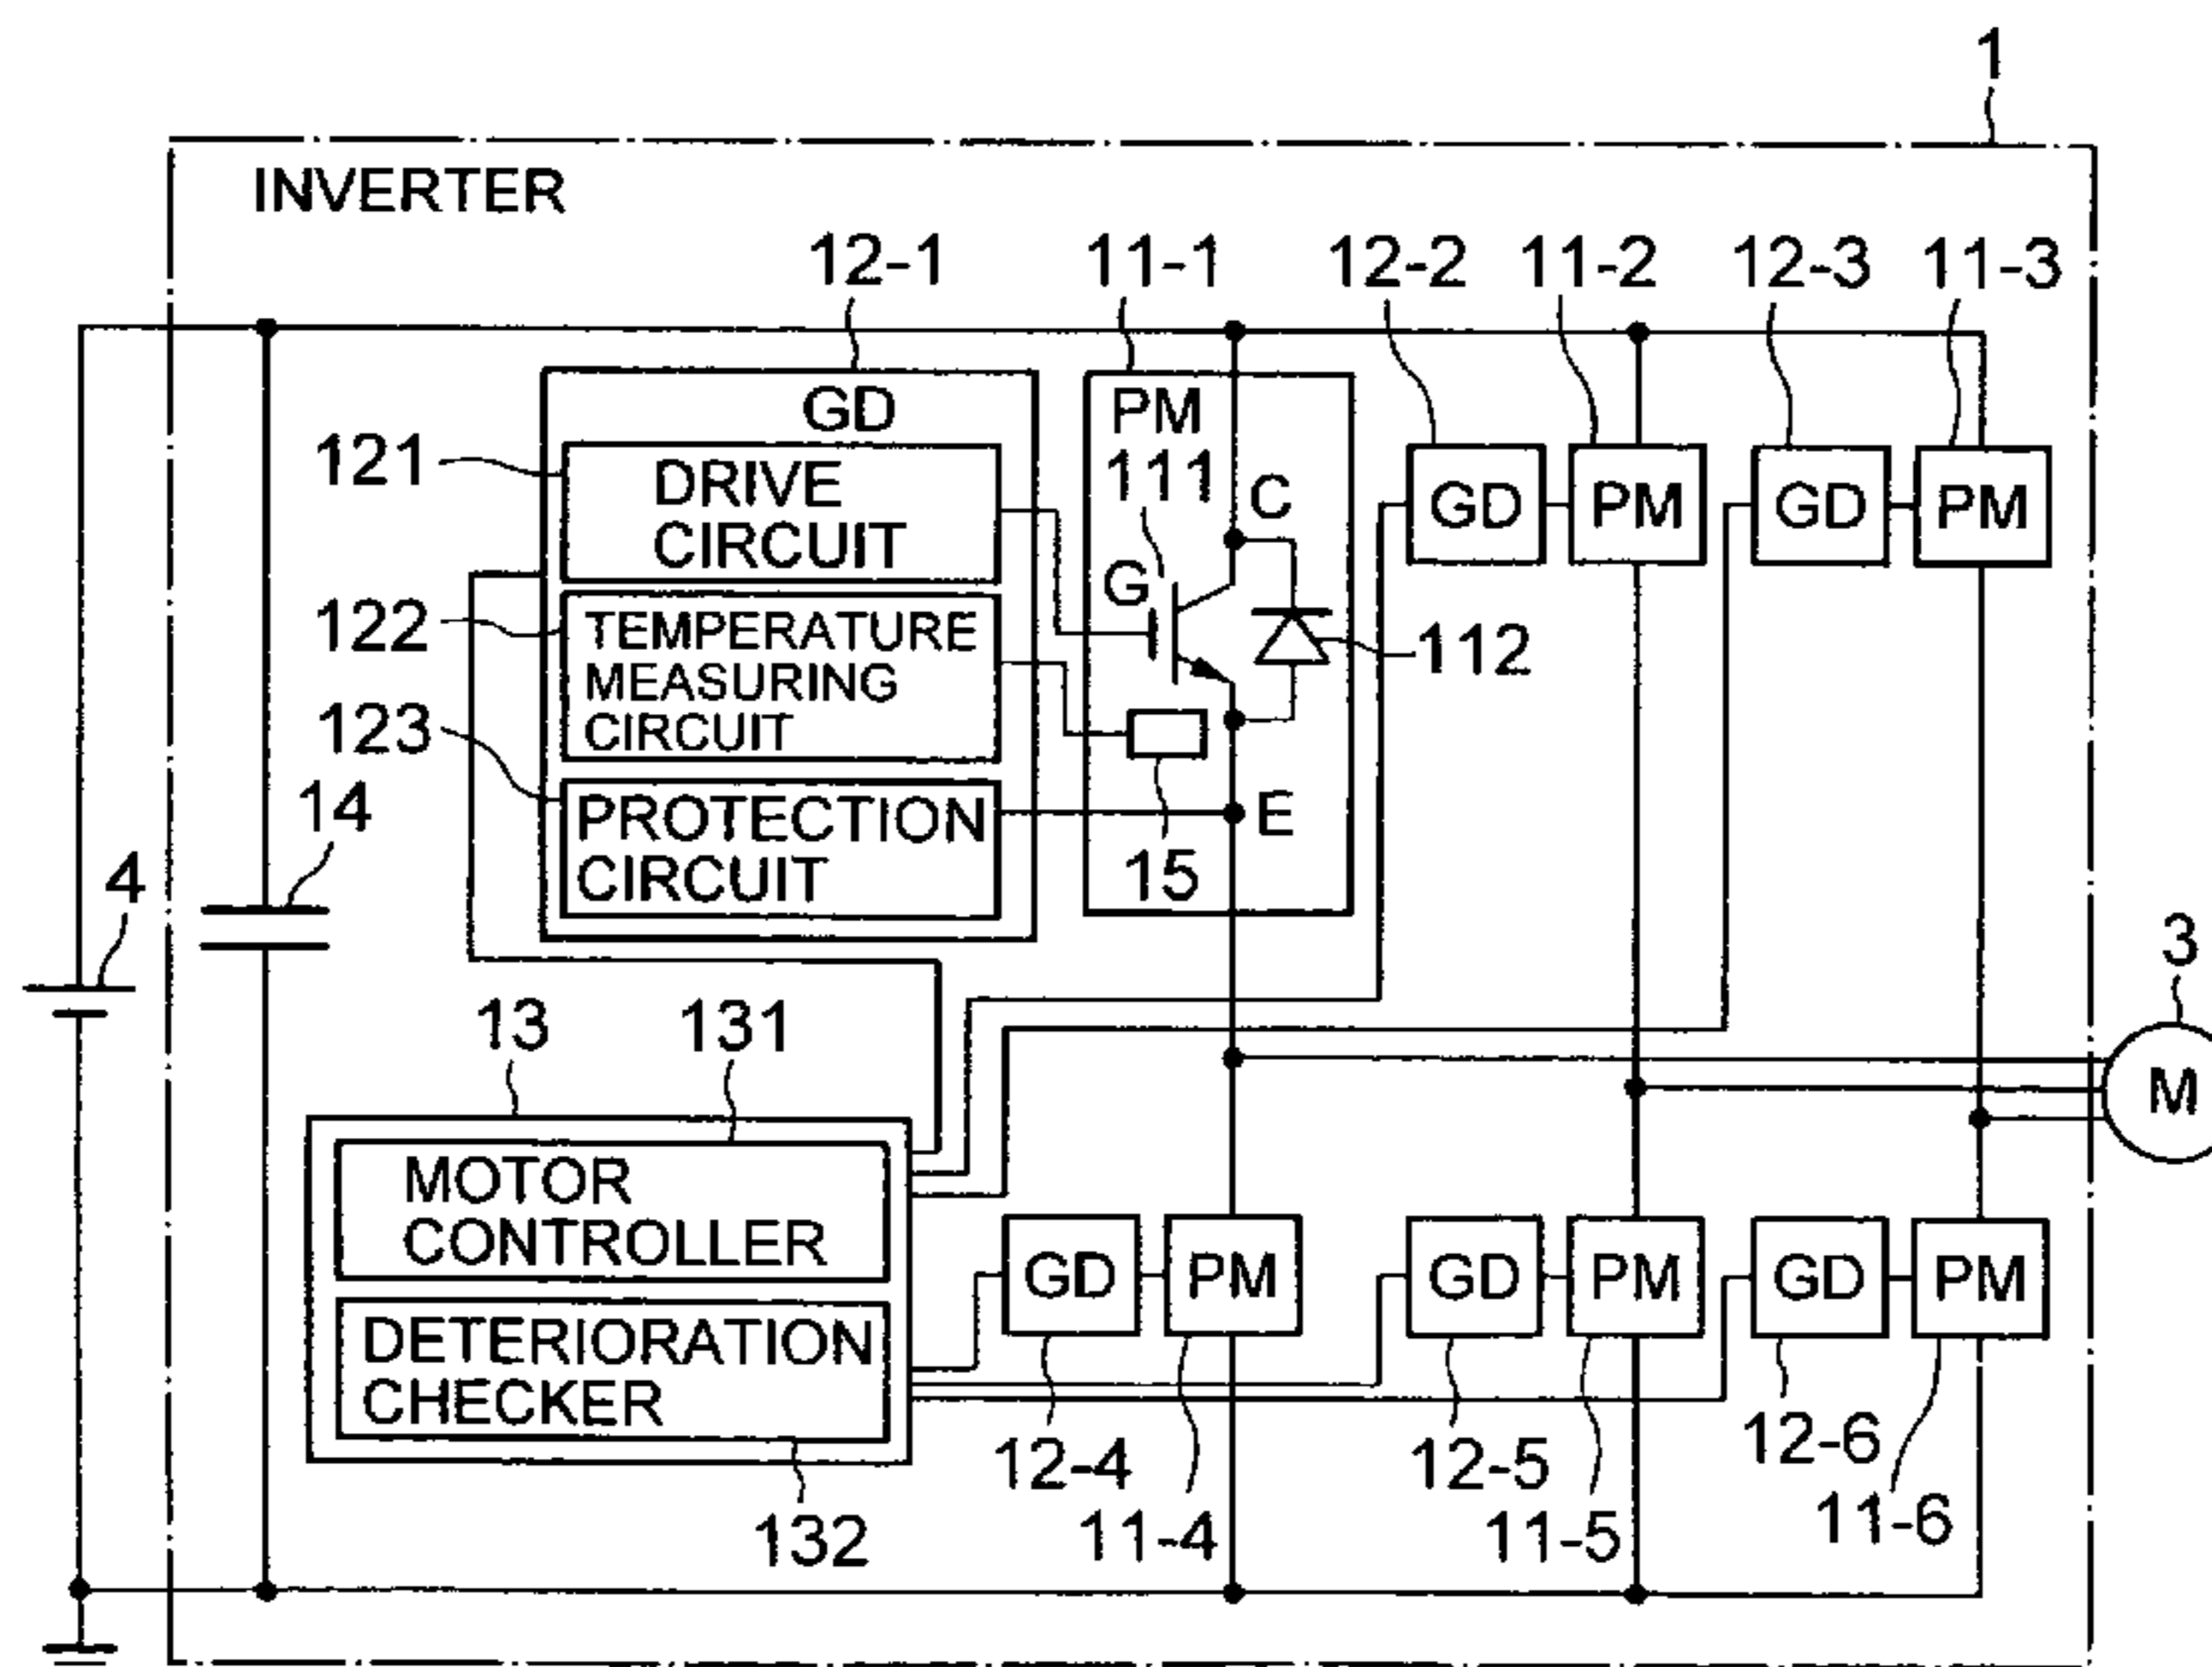 1
INVERTER
12-1
11-1
12-2
11-2
12-3
11-3
GD
PM
121
DRIVE
CIRCUIT
111
C
G
GD
PM
GD
PM
122
TEMPERATURE
MEASURING
CIRCUIT
112
123
14
PROTECTION
CIRCUIT
E
15
4
3
M
13
131
MOTOR
CONTROLLER
GD
PM
GD
PM
GD
PM
DETERIORATION
CHECKER
12-4
12-5
12-6
132
11-4
11-5
11-6